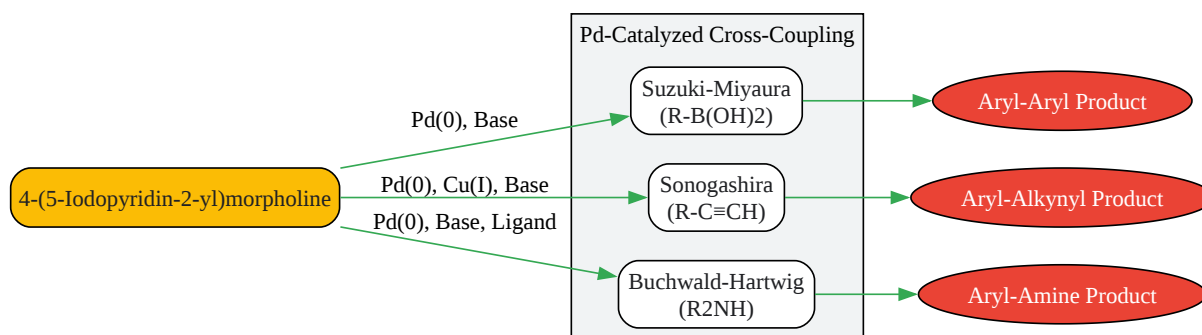 Pd-Catalyzed Cross-Coupling
Suzuki-Miyaura
(R-B(OH)2)
Aryl-Aryl Product
Pd(0), Base
4-(5-Iodopyridin-2-yl)morpholine
Pd(0), Cu(I), Base
Sonogashira
(R-C≡CH)
Aryl-Alkynyl Product
Pd(0), Base, Ligand
Buchwald-Hartwig
(R2NH)
Aryl-Amine Product